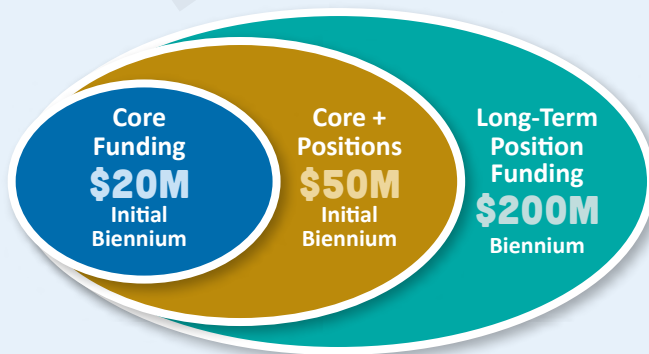 Core
Funding
$20M
Initial
Biennium
Core +
Positions
$50M
Initial
Biennium
Long-Term
Position
Funding
$200M
Biennium